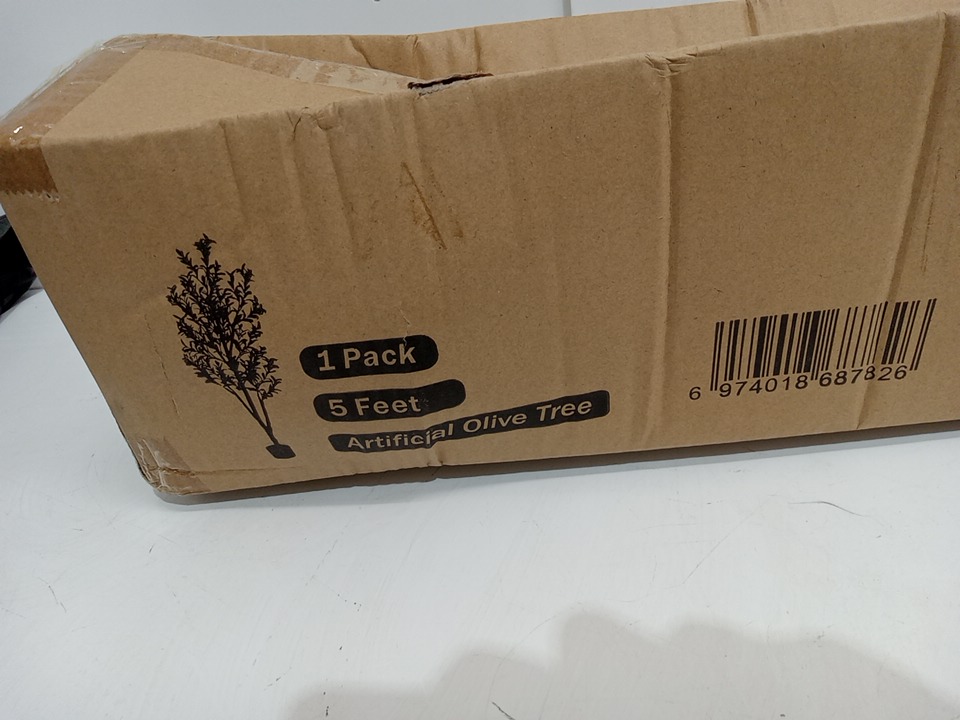 1 Pack
5 Feet
Artificial Olive Tree
6 974018 687826